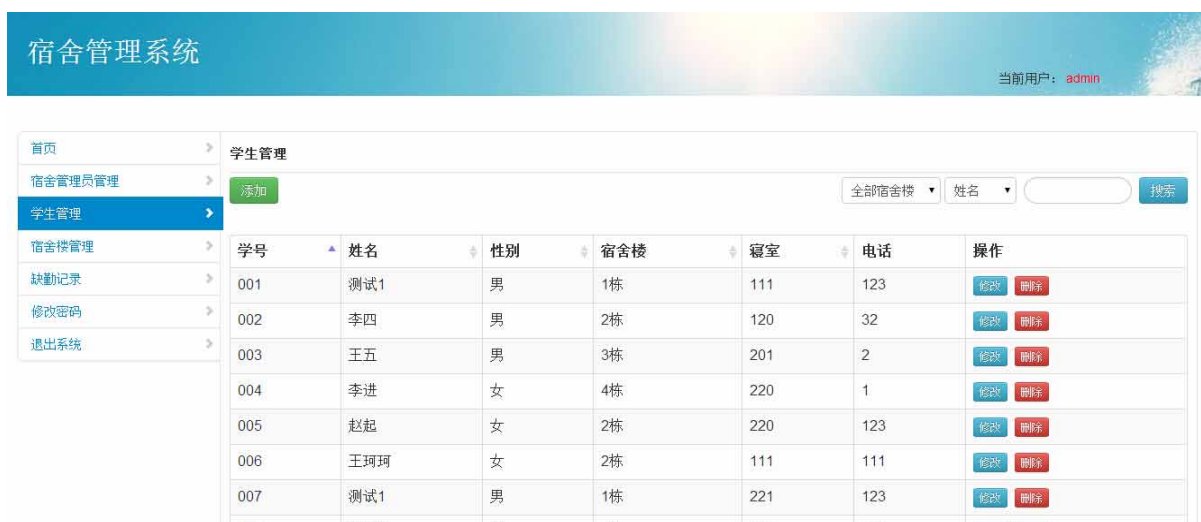 宿舍管理系统
当前用户: admin
首页
宿舍管理员管理
学生管理
宿舍楼管理
缺勤记录
修改密码
退出系统
学生管理
添加 全部宿舍楼 姓名 搜索
学号 姓名 性别 宿舍楼 寝室 电话 操作
001 测试1 男 1栋 111 123 修改 删除
002 李四 男 2栋 120 32 修改 删除
003 王五 男 3栋 201 2 修改 删除
004 李进 女 4栋 220 1 修改 删除
005 赵起 女 2栋 220 123 修改 删除
006 王珂珂 女 2栋 111 111 修改 删除
007 测试1 男 1栋 221 123 修改 删除